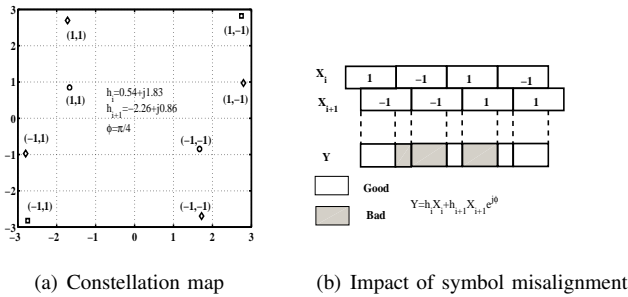 3
2
1
0
−1
−2
−3
−3 −2 −1 0 1 2 3
(1,1)
(1,−1)
(1,1)
(1,−1)
h_i=0.54+j1.83
h_{i+1}=−2.26+j0.86
ϕ=π/4
(−1,1)
(−1,−1)
(−1,1)
(−1,−1)
X_i 1 −1 1 −1
X_{i+1} −1 −1 1 1
Y
Good
Bad
Y=h_iX_i+h_{i+1}X_{i+1}e^{j0}
(a) Constellation map
(b) Impact of symbol misalignment